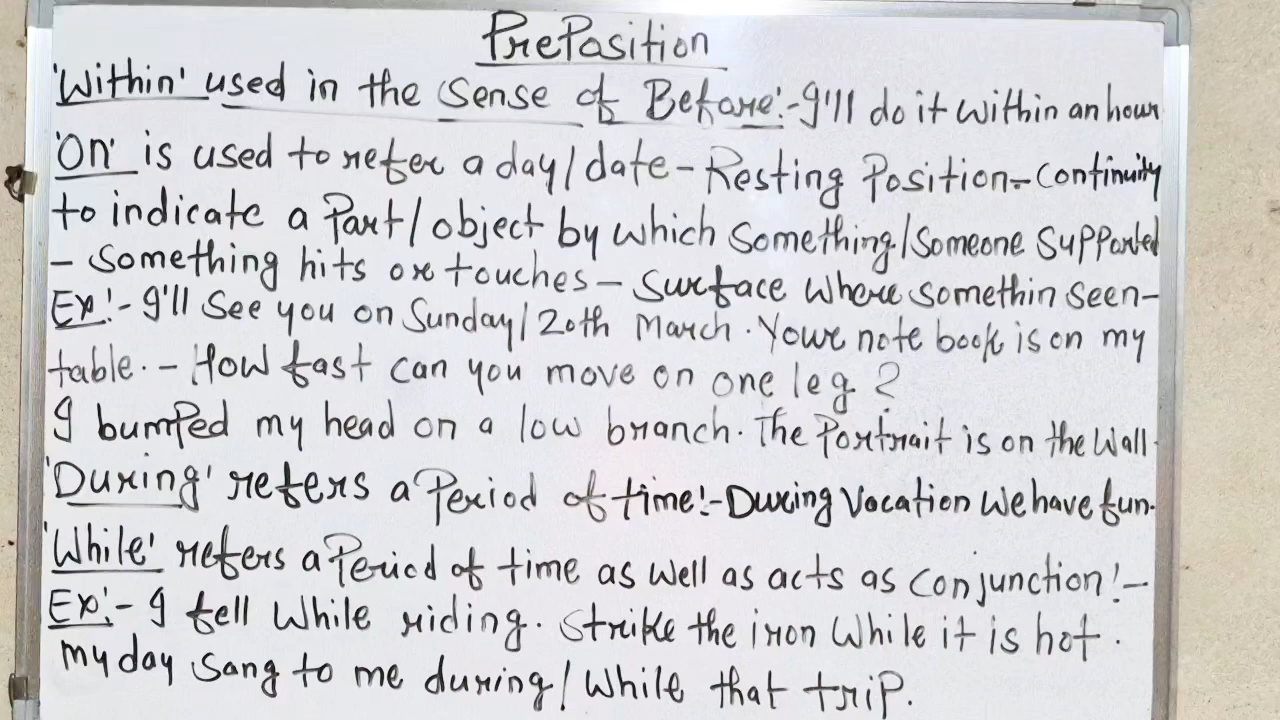 PrePosition
'Within' used in the Sense of Before:- I'll do it within an hour
'On' is used to refer a day/date - Resting Position - Continuity
to indicate a Part/object by which Something/Someone Supported
- Something hits or touches - Surface where somethin seen -
Ex:- I'll See you on Sunday/20th March. Your note book is on my
table. - How fast can you move on one leg?
I bumped my head on a low branch. The Portrait is on the Wall.
'During' refers a Period of time:- During Vocation We have fun.
'While' refers a Period of time as well as acts as Conjunction:-
Ex:- I fell While riding. Strike the iron While it is hot.
My day Sang to me during/While that trip.